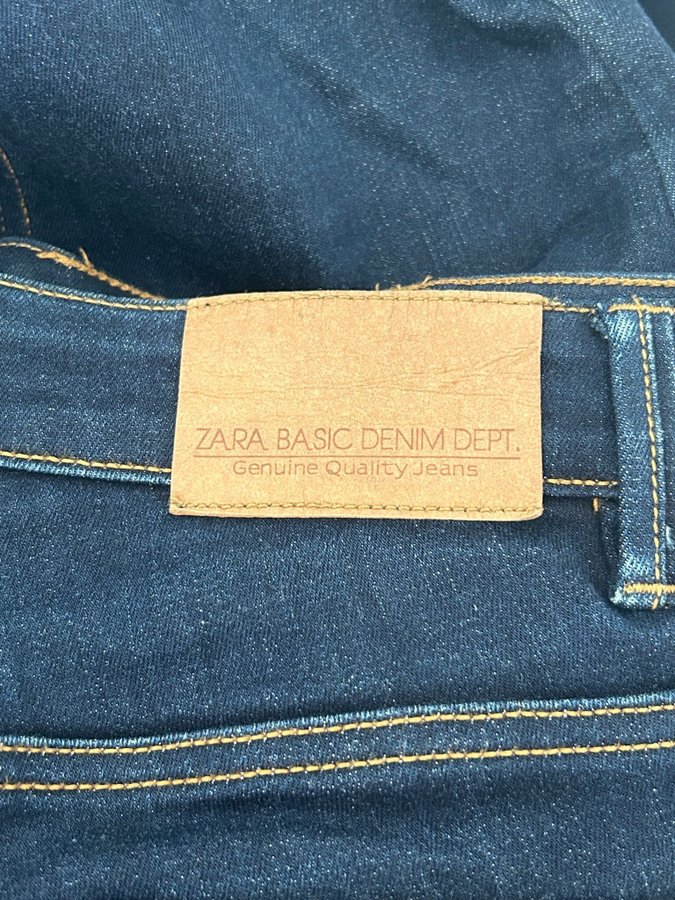 ZARA BASIC DENIM DEPT.
Genuine Quality Jeans